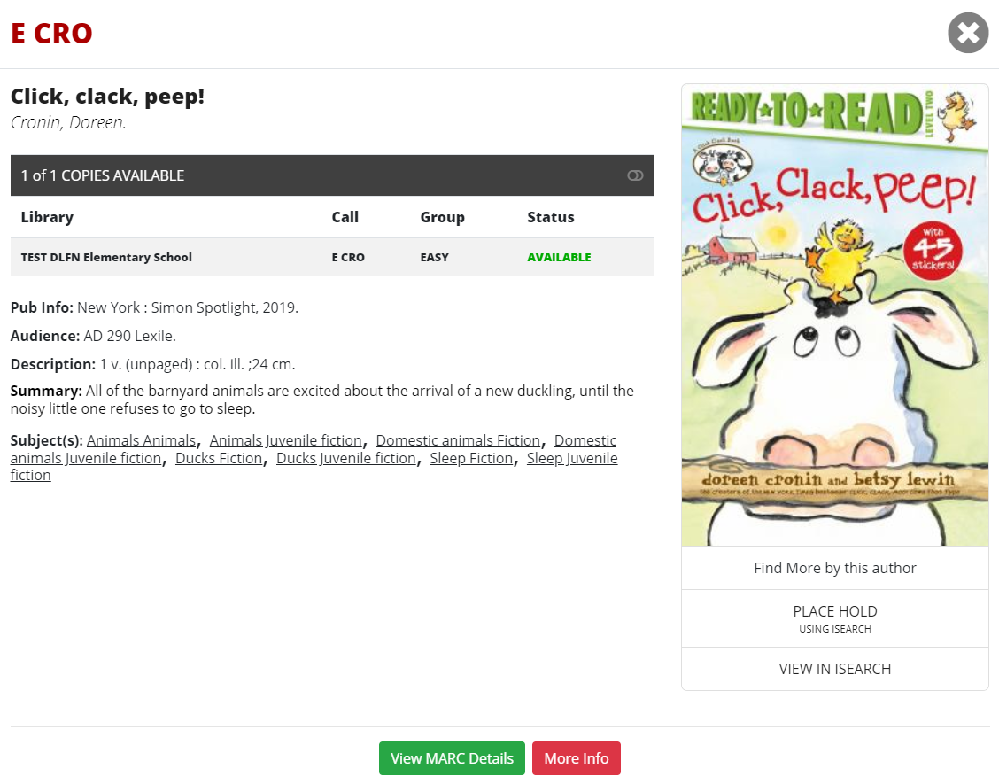 E CRO
Click, clack, peep!
Cronin, Doreen.
1 of 1 COPIES AVAILABLE
Library Call Group Status
TEST DLFN Elementary School E CRO EASY AVAILABLE
Pub Info: New York : Simon Spotlight, 2019.
Audience: AD 290 Lexile.
Description: 1 v. (unpaged) : col. ill. ;24 cm.
Summary: All of the barnyard animals are excited about the arrival of a new duckling, until the
noisy little one refuses to go to sleep.
Subject(s): Animals Animals, Animals Juvenile fiction, Domestic animals Fiction, Domestic
animals Juvenile fiction, Ducks Fiction, Ducks Juvenile fiction, Sleep Fiction, Sleep Juvenile
fiction
READY★TO★READ
LEVEL TWO
A Click Clack Book
Click, Clack, peep!
with
45
stickers!
doreen cronin and betsy lewin
the creators of the NEW YORK TIMES bestseller CLICK, CLACK, MOO: Cows That Type
Find More by this author
PLACE HOLD
USING ISEARCH
VIEW IN ISEARCH
View MARC Details
More Info